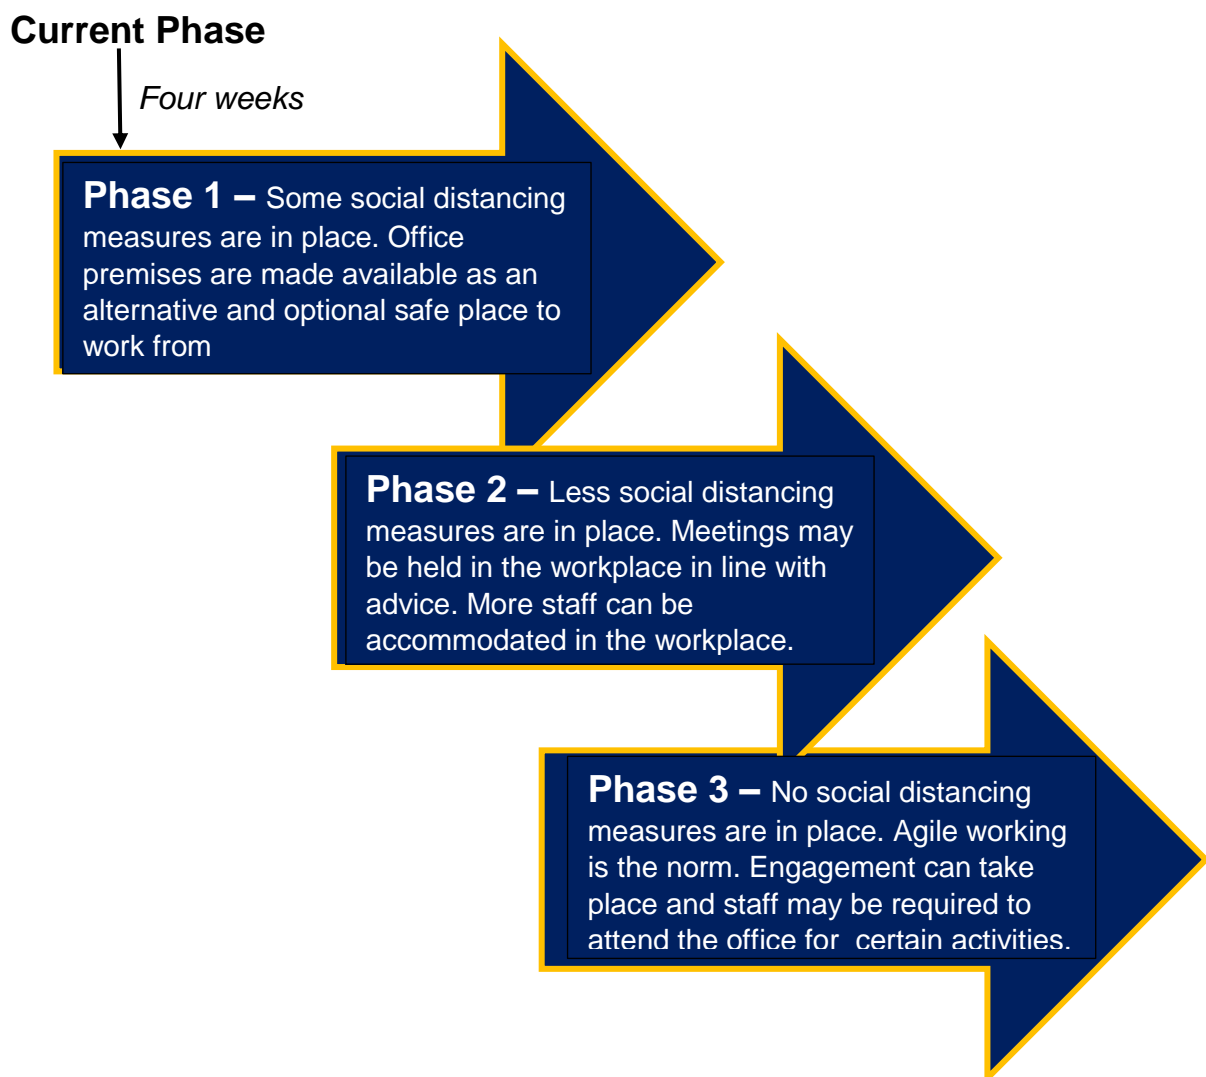 Current Phase
Four weeks
Phase 1 – Some social distancing
measures are in place. Office
premises are made available as an
alternative and optional safe place to
work from
Phase 2 – Less social distancing
measures are in place. Meetings may
be held in the workplace in line with
advice. More staff can be
accommodated in the workplace.
Phase 3 – No social distancing
measures are in place. Agile working
is the norm. Engagement can take
place and staff may be required to
attend the office for  certain activities.